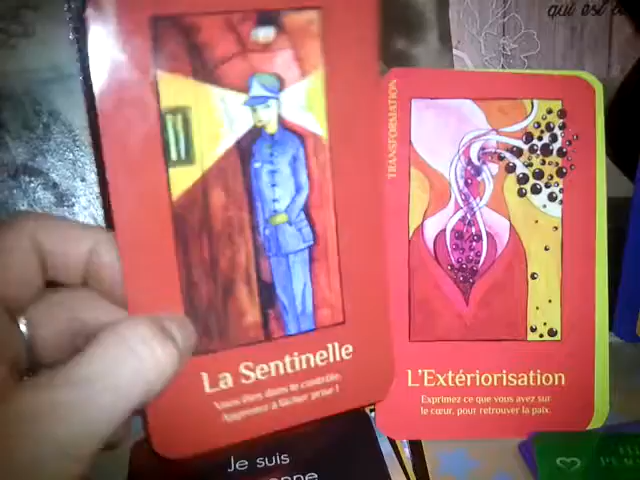 qui est
TRANSFORMATION
La Sentinelle
Vous êtes dans le contrôle.
Apprenez à lâcher prise !
L'Extériorisation
Exprimez ce que vous avez sur
le cœur, pour retrouver la paix.
Je suis